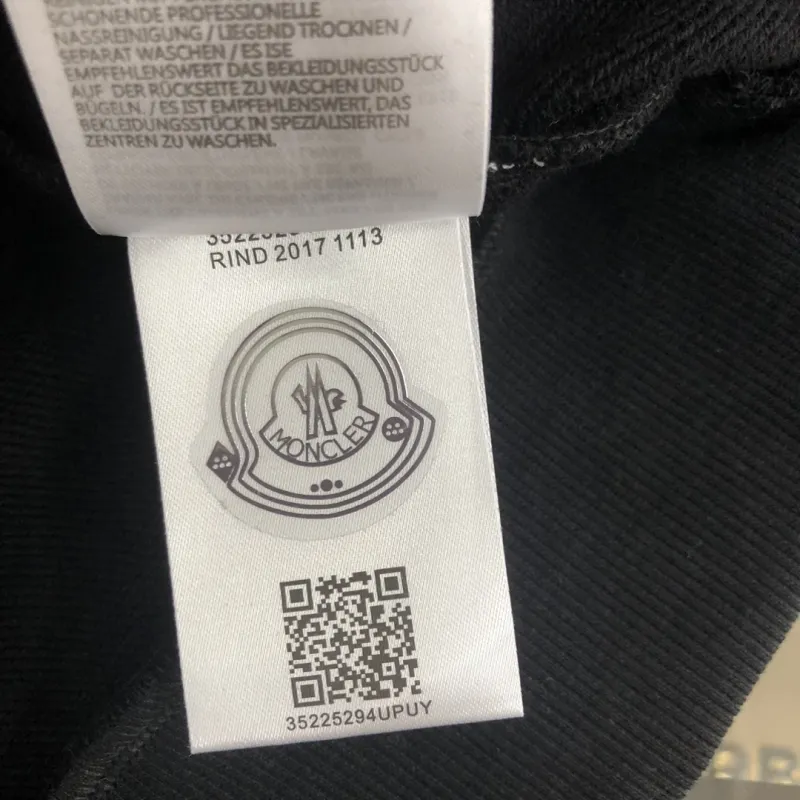 SCHONENDE PROFESSIONELLE
NASSREINIGUNG / LIEGEND TROCKNEN /
SEPARAT WASCHEN / ES ISE
EMPFEHLENSWERT DAS BEKLEIDUNGSSTÜCK
AUF DER RÜCKSEITE ZU WASCHEN UND
BÜGELN. / ES IST EMPFEHLENSWERT, DAS
BEKLEIDUNGSSTÜCK IN SPEZIALISIERTEN
ZENTREN ZU WASCHEN.
RIND 2017 1113
MONCLER
35225294UPUY